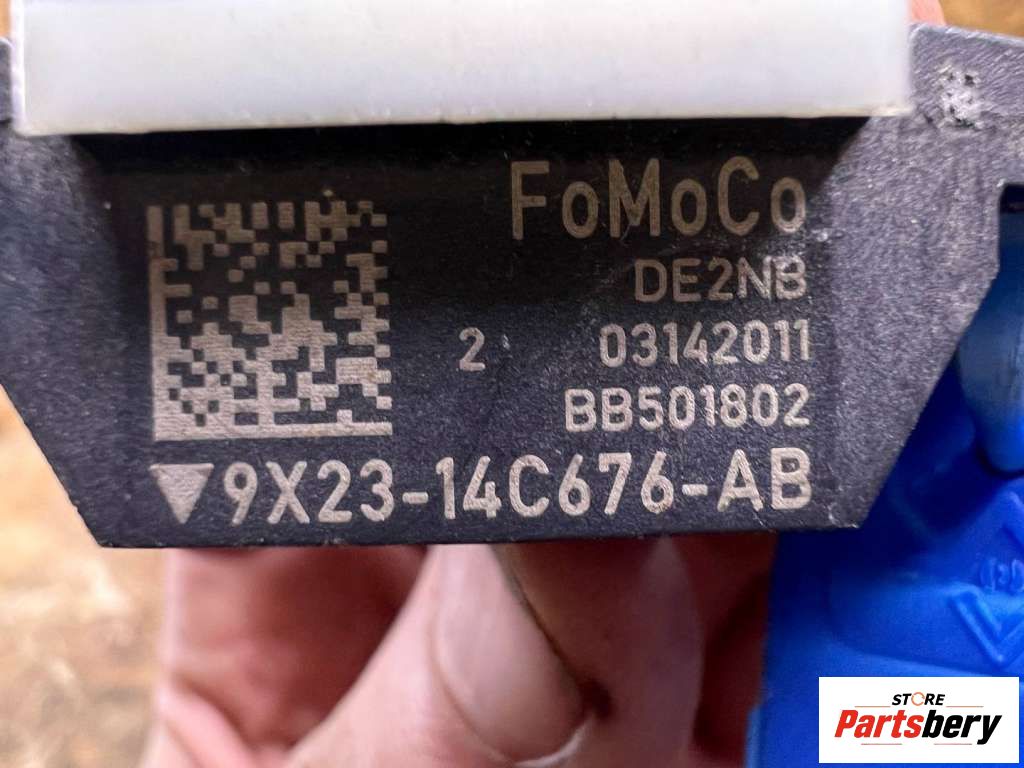 FoMoCo
DE2NB
2 03142011
BB501802
9X23-14C676-AB
STORE
Partsbery